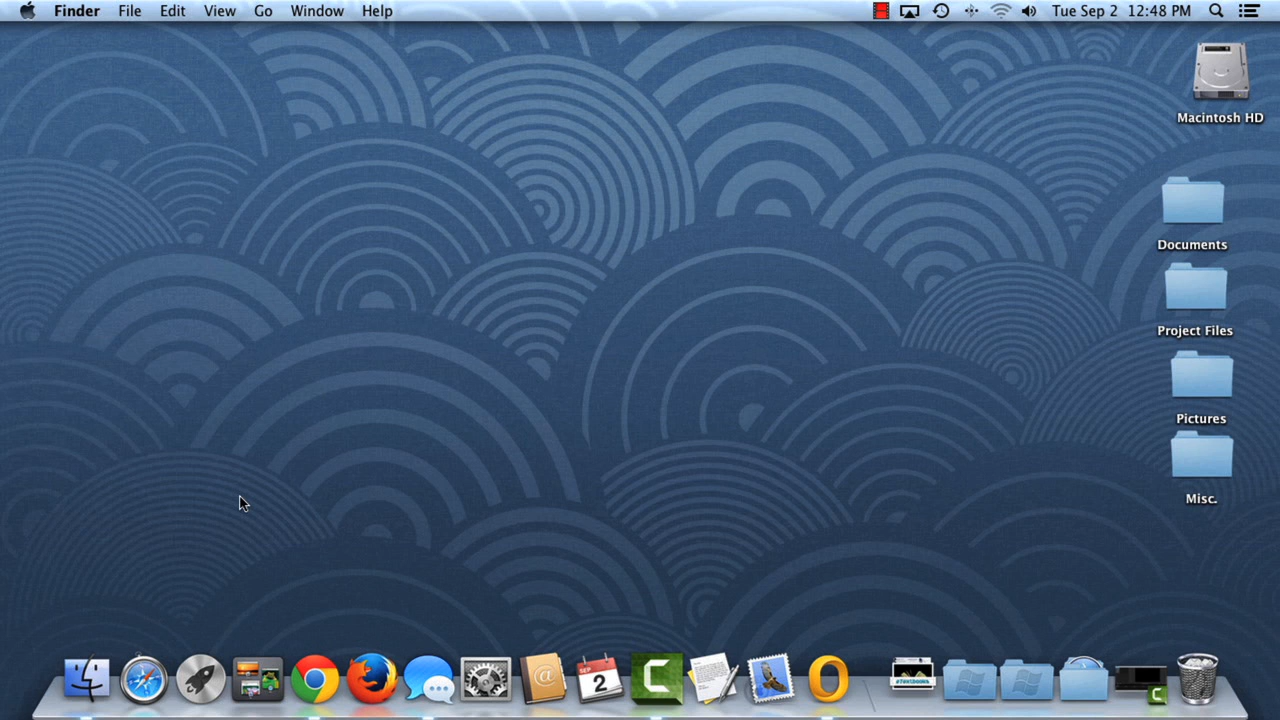 Finder File Edit View Go Window Help Tue Sep 2 12:48 PM
Macintosh HD
Documents
Project Files
Pictures
Misc.
SEP
2